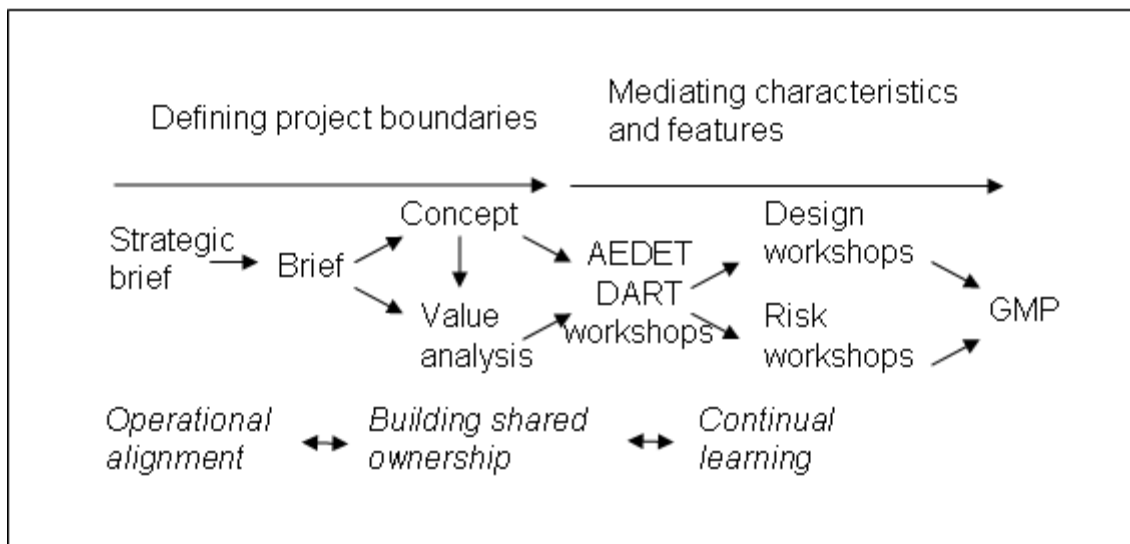 Defining project boundaries
Mediating characteristics
and features
Strategic
brief
Brief
Concept
Value
analysis
AEDET
DART
workshops
Design
workshops
Risk
workshops
GMP
Operational
alignment
Building shared
ownership
Continual
learning